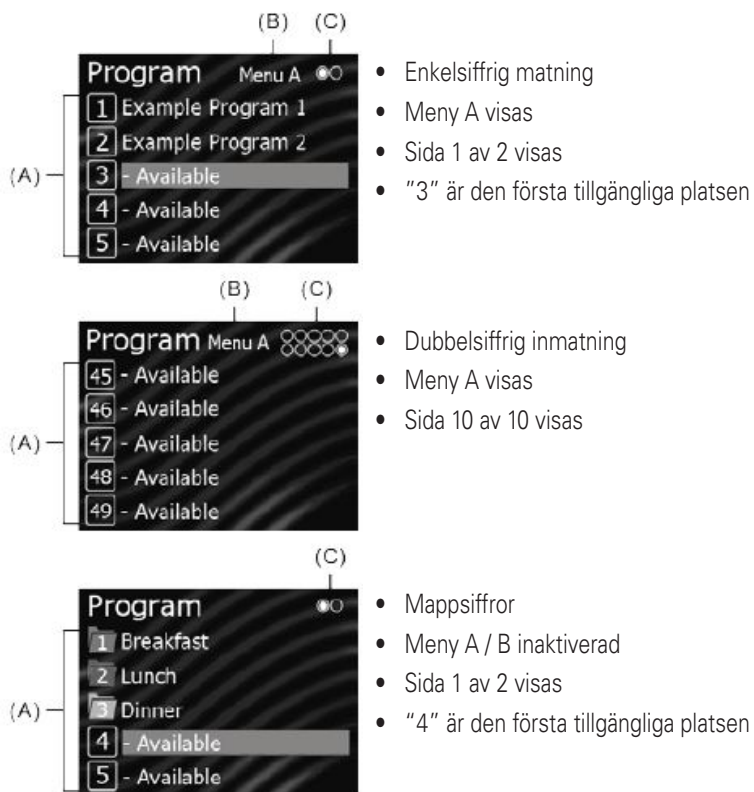 (B) (C)
Program Menu A
1 Example Program 1
2 Example Program 2
(A)
3 - Available
4 - Available
5 - Available
• Enkelsiffrig matning
• Meny A visas
• Sida 1 av 2 visas
• ”3” är den första tillgängliga platsen
(B) (C)
Program Menu A
45 - Available
46 - Available
(A)
47 - Available
48 - Available
49 - Available
• Dubbelsiffrig inmatning
• Meny A visas
• Sida 10 av 10 visas
(C)
Program
1 Breakfast
2 Lunch
(A)
3 Dinner
4 - Available
5 - Available
• Mappsiffror
• Meny A / B inaktiverad
• Sida 1 av 2 visas
• “4” är den första tillgängliga platsen